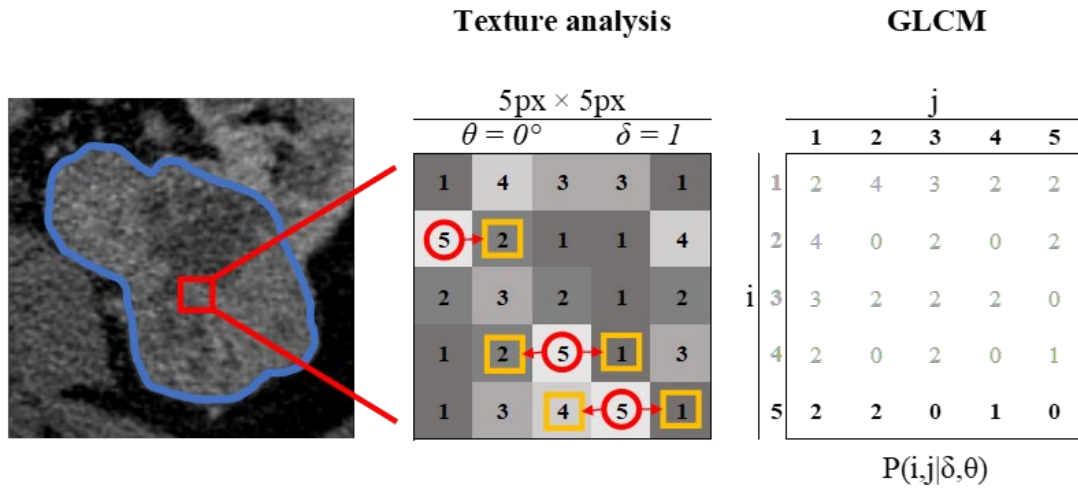 Texture analysis
GLCM
5px × 5px
θ = 0° δ = 1
1 4 3 3 1
5 2 1 1 4
2 3 2 1 2
1 2 5 1 3
1 3 4 5 1
j
1 2 3 4 5
i
1 2 4 3 2 2
2 4 0 2 0 2
3 3 2 2 2 0
4 2 0 2 0 1
5 2 2 0 1 0
P(i,j|δ,θ)